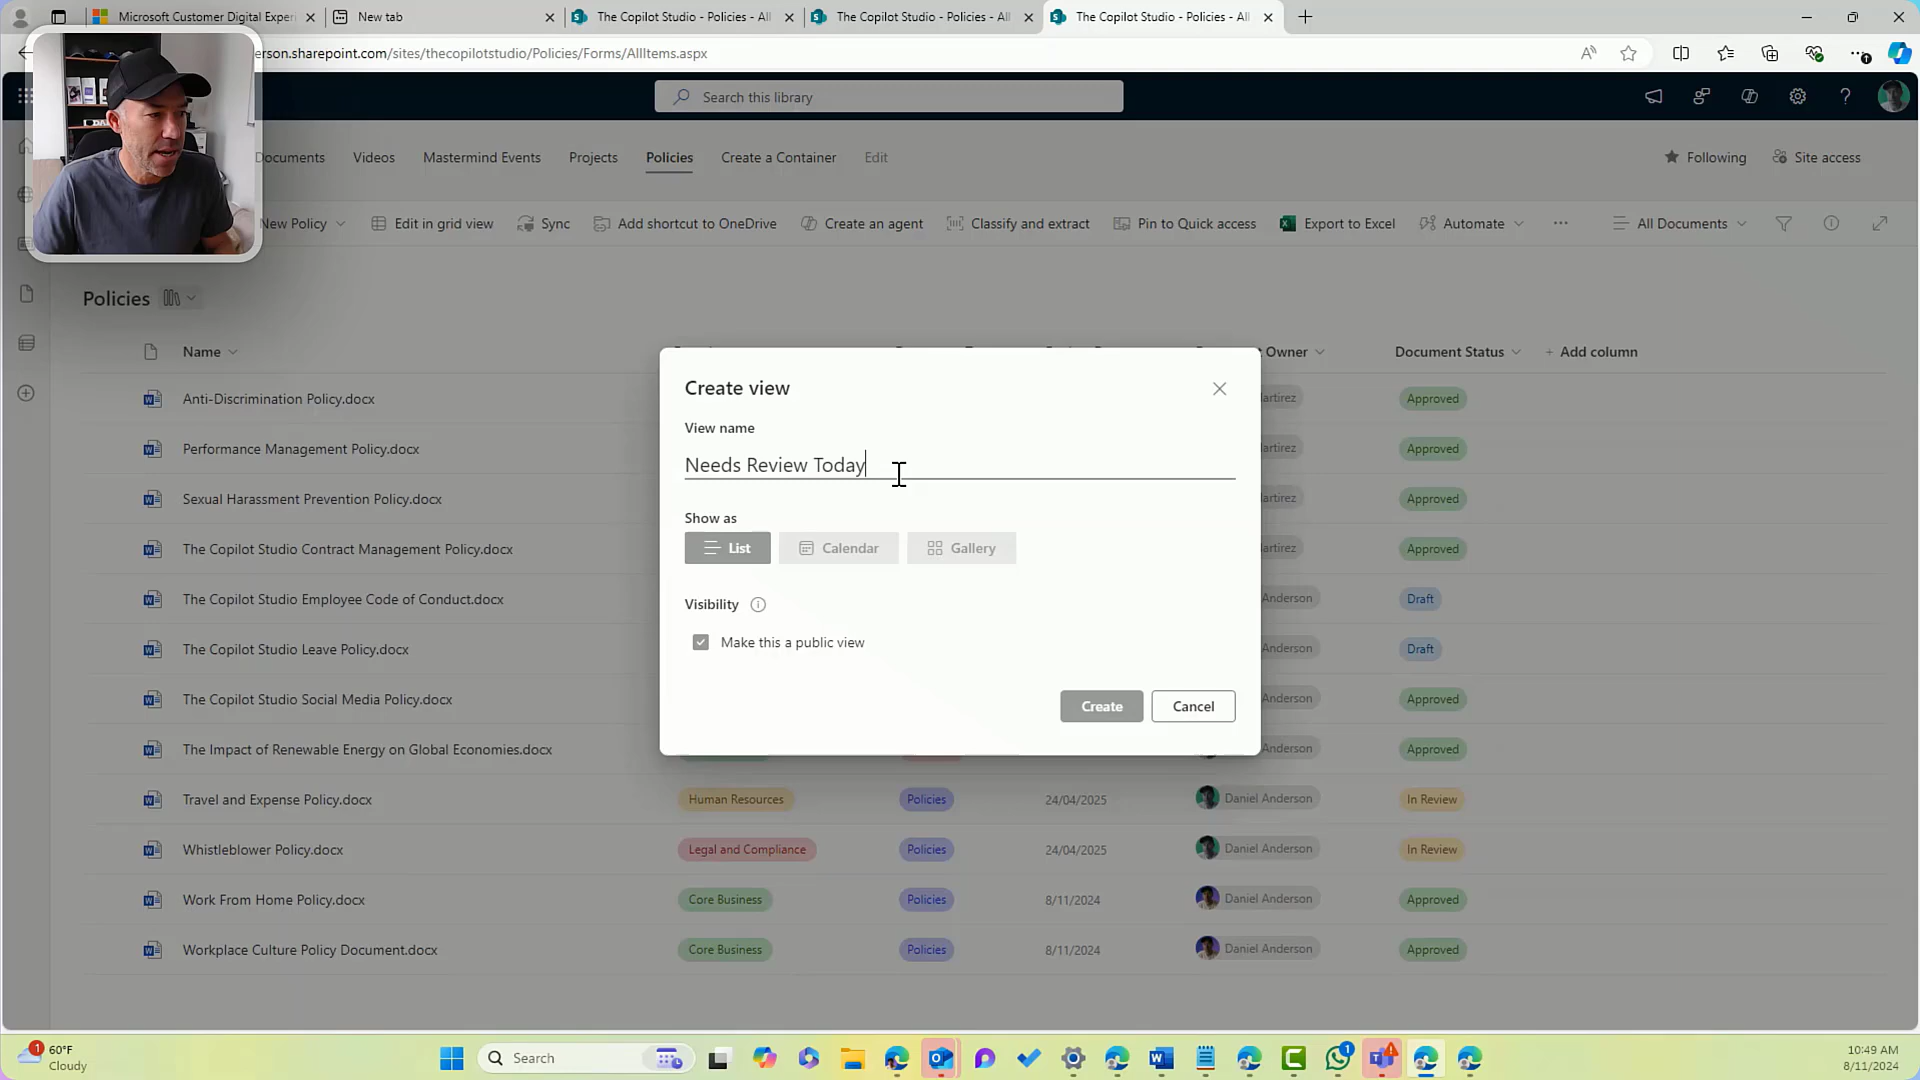 Microsoft Customer Digital Experi
New tab
The Copilot Studio - Policies - All
The Copilot Studio - Policies - All
The Copilot Studio - Policies - All
erson.sharepoint.com/sites/thecopilotstudio/Policies/Forms/AllItems.aspx
Search this library
Documents
Videos
Mastermind Events
Projects
Policies
Create a Container
Edit
Following
Site access
New Policy
Edit in grid view
Sync
Add shortcut to OneDrive
Create an agent
Classify and extract
Pin to Quick access
Export to Excel
Automate
All Documents
Policies
Name
Owner
Document Status
Add column
Anti-Discrimination Policy.docx
Approved
Performance Management Policy.docx
Approved
Sexual Harassment Prevention Policy.docx
Approved
The Copilot Studio Contract Management Policy.docx
Approved
The Copilot Studio Employee Code of Conduct.docx
Anderson
Draft
The Copilot Studio Leave Policy.docx
Anderson
Draft
The Copilot Studio Social Media Policy.docx
Anderson
Approved
The Impact of Renewable Energy on Global Economies.docx
Anderson
Approved
Travel and Expense Policy.docx
Human Resources
Policies
24/04/2025
Daniel Anderson
In Review
Whistleblower Policy.docx
Legal and Compliance
Policies
24/04/2025
Daniel Anderson
In Review
Work From Home Policy.docx
Core Business
Policies
8/11/2024
Daniel Anderson
Approved
Workplace Culture Policy Document.docx
Core Business
Policies
8/11/2024
Daniel Anderson
Approved
Create view
View name
Needs Review Today
Show as
List
Calendar
Gallery
Visibility
Make this a public view
Create
Cancel
1
60°F
Cloudy
Search
1
10:49 AM
8/11/2024